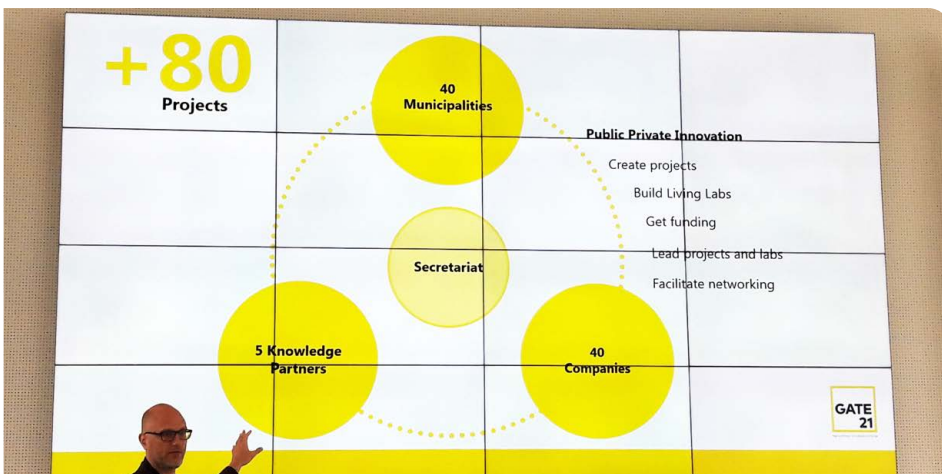 +80
Projects
40
Municipalities
Public Private Innovation
Create projects
Build Living Labs
Get funding
Lead projects and labs
Facilitate networking
Secretariat
5 Knowledge
Partners
40
Companies
GATE
21